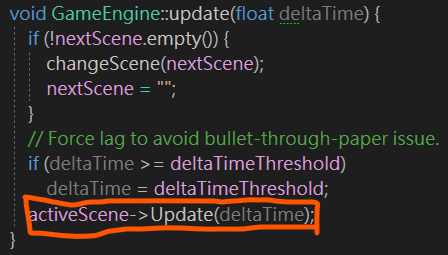 void GameEngine::update(float deltaTime) {
if (!nextScene.empty()) {
changeScene(nextScene);
nextScene = "";
}
// Force lag to avoid bullet-through-paper issue.
if (deltaTime >= deltaTimeThreshold)
deltaTime = deltaTimeThreshold;
activeScene->Update(deltaTime);
}